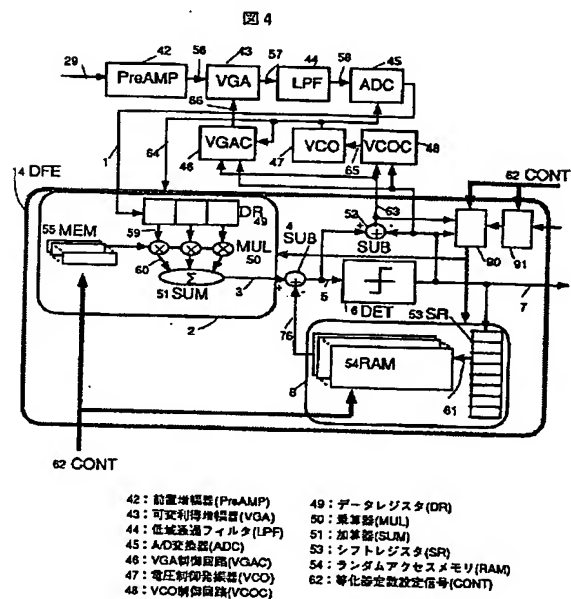 図4
42 56 43 57 44 58 45
29 PreAMP VGA LPF ADC
66
1 64 VGAC VCO VCOC 48
46 47 65
14 DFE 62 CONT
63
55 MEM 59 DR 49 52 4 SUB
MUL 50 SUB 90 91
60 Σ
51 SUM 3 5 16 DET 7
2 76 53 SR
54 RAM
8 61
62 CONT
42：前置増幅器(PreAMP)
43：可変利得増幅器(VGA)
44：低域通過フィルタ(LPF)
45：A/D変換器(ADC)
46：VGA制御回路(VGAC)
47：電圧制御発振器(VCO)
48：VCO制御回路(VCOC)
49：データレジスタ(DR)
50：乗算器(MUL)
51：加算器(SUM)
53：シフトレジスタ(SR)
54：ランダムアクセスメモリ(RAM)
62：等化器定数設定信号(CONT)